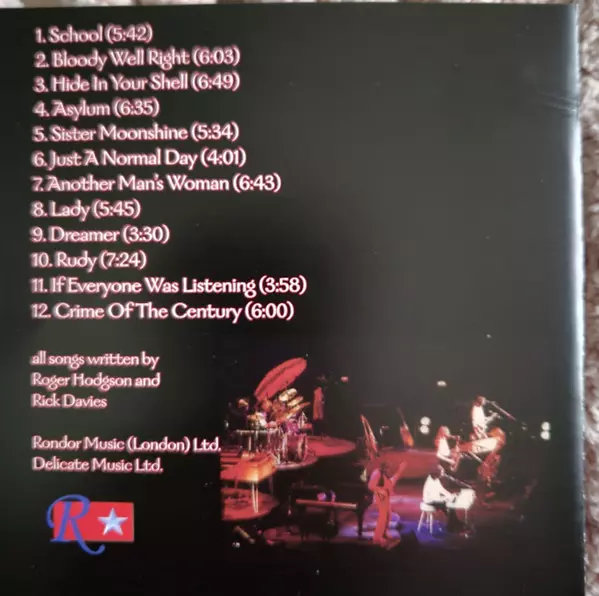 1. School (5:42)
2. Bloody Well Right (6:03)
3. Hide In Your Shell (6:49)
4. Asylum (6:35)
5. Sister Moonshine (5:34)
6. Just A Normal Day (4:01)
7. Another Man's Woman (6:43)
8. Lady (5:45)
9. Dreamer (3:30)
10. Rudy (7:24)
11. If Everyone Was Listening (3:58)
12. Crime Of The Century (6:00)
all songs written by
Roger Hodgson and
Rick Davies
Rondor Music (London) Ltd.
Delicate Music Ltd.
R